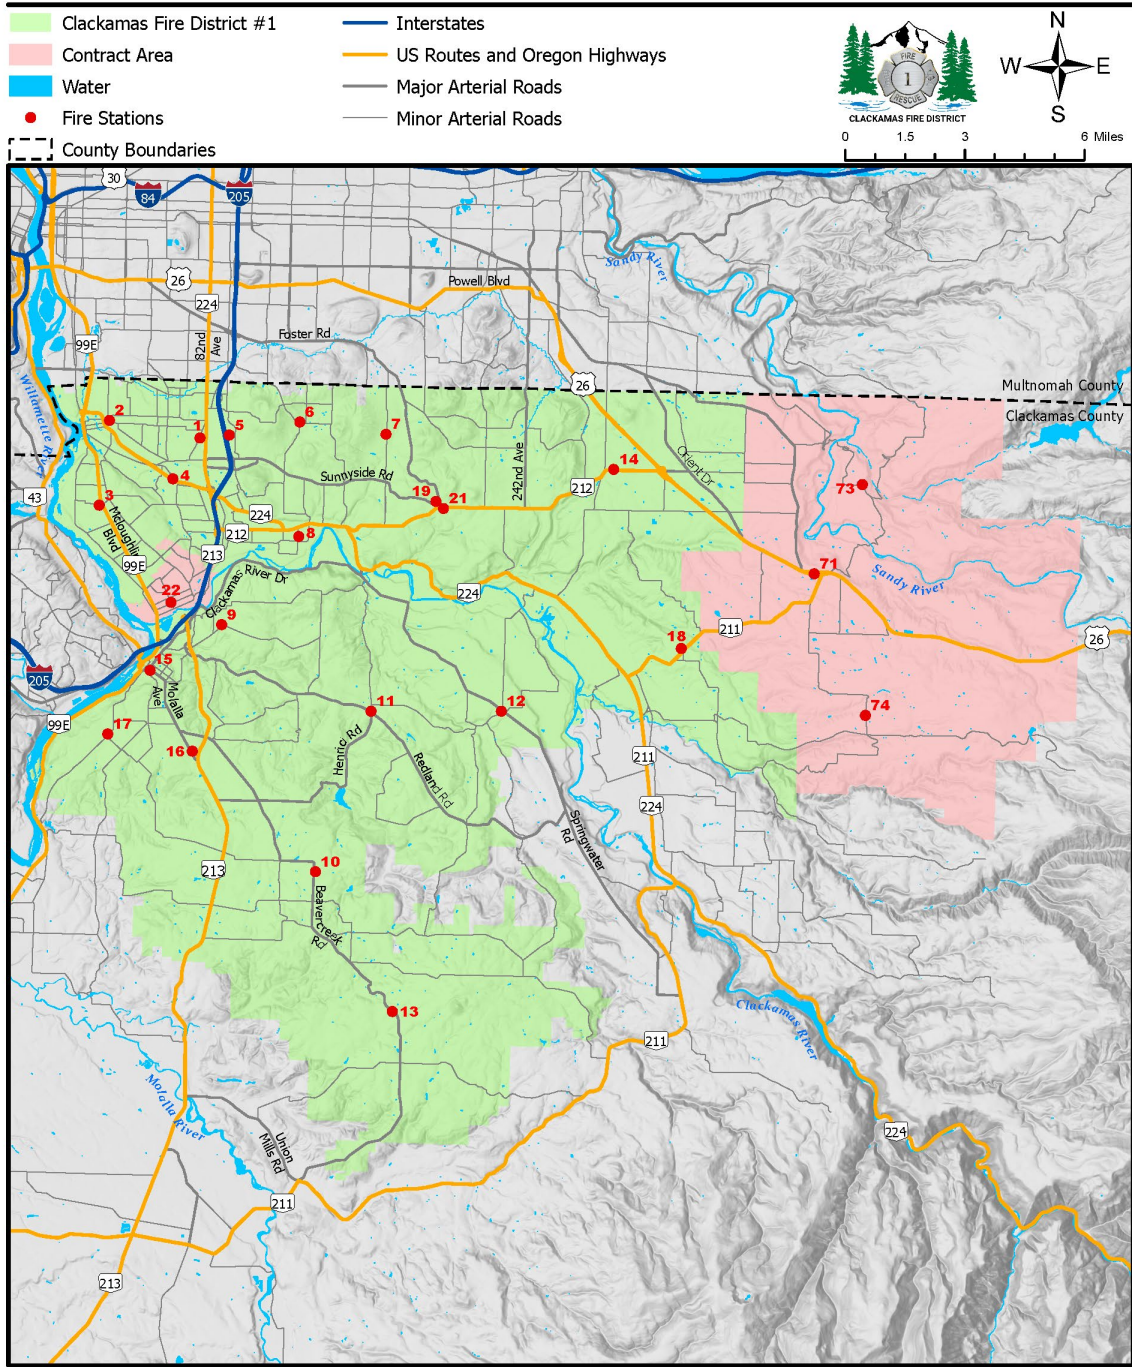 Clackamas Fire District #1
Contract Area
Water
Fire Stations
County Boundaries
Interstates
US Routes and Oregon Highways
Major Arterial Roads
Minor Arterial Roads
FIRE
1
RESCUE
CLACKAMAS FIRE DISTRICT
N
W
E
S
0 1.5 3 6 Miles
30
84
205
26
Powell Blvd
Sandy River
224
Foster Rd
82nd
Ave
99E
26
Multnomah County
Clackamas County
Willamette River
2
1
5
6
7
4
Sunnyside Rd
242nd Ave
14
Orient Dr
212
73
43
3
19
21
224
212
8
Mcloughlin
Blvd
99E
213
Clackamas River Dr
22
9
224
71
Sandy River
211
18
26
15
205
Molalla
Ave
99E
17
16
11
12
74
Henrici Rd
Redland Rd
211
224
Springwater
Rd
213
10
Beavercreek
Rd
13
Clackamas River
211
Molalla River
Union
Mills Rd
224
211
213